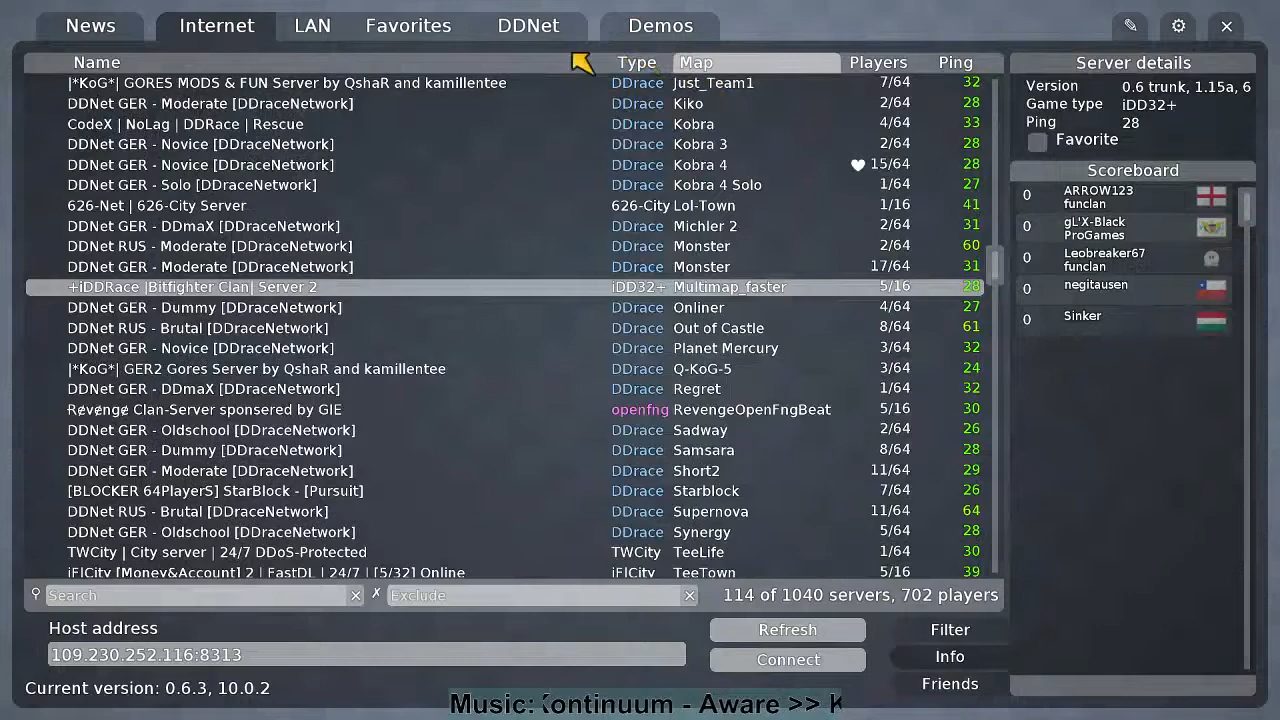 News Internet LAN Favorites DDNet Demos
Name Type Map Players Ping
|*KoG*| GORES MODS & FUN Server by QshaR and kamillentee DDrace Just_Team1 7/64 32
DDNet GER - Moderate [DDraceNetwork] DDrace Kiko 2/64 28
CodeX | NoLag | DDRace | Rescue DDrace Kobra 4/64 33
DDNet GER - Novice [DDraceNetwork] DDrace Kobra 3 2/64 28
DDNet GER - Novice [DDraceNetwork] DDrace Kobra 4 15/64 28
DDNet GER - Solo [DDraceNetwork] DDrace Kobra 4 Solo 1/64 27
626-Net | 626-City Server 626-City Lol-Town 1/16 41
DDNet GER - DDmaX [DDraceNetwork] DDrace Michler 2 2/64 31
DDNet RUS - Moderate [DDraceNetwork] DDrace Monster 2/64 60
DDNet GER - Moderate [DDraceNetwork] DDrace Monster 17/64 31
+iDDRace |Bitfighter Clan| Server 2 iDD32+ Multimap_faster 5/16 28
DDNet GER - Dummy [DDraceNetwork] DDrace Onliner 4/64 27
DDNet RUS - Brutal [DDraceNetwork] DDrace Out of Castle 8/64 61
DDNet GER - Novice [DDraceNetwork] DDrace Planet Mercury 3/64 32
|*KoG*| GER2 Gores Server by QshaR and kamillentee DDrace Q-KoG-5 3/64 24
DDNet GER - DDmaX [DDraceNetwork] DDrace Regret 1/64 32
Rɇvɇngɇ Clan-Server sponsered by GIE openfng RevengeOpenFngBeat 5/16 30
DDNet GER - Oldschool [DDraceNetwork] DDrace Sadway 2/64 26
DDNet GER - Dummy [DDraceNetwork] DDrace Samsara 8/64 28
DDNet GER - Moderate [DDraceNetwork] DDrace Short2 11/64 29
[BLOCKER 64PlayerS] StarBlock - [Pursuit] DDrace Starblock 7/64 26
DDNet RUS - Brutal [DDraceNetwork] DDrace Supernova 11/64 64
DDNet GER - Oldschool [DDraceNetwork] DDrace Synergy 5/64 28
TWCity | City server | 24/7 DDoS-Protected TWCity TeeLife 1/64 30
iF|City [Money&Account] 2 | FastDL | 24/7 | [5/32] Online iF|City TeeTown 5/16 39
Search Exclude 114 of 1040 servers, 702 players
Host address
109.230.252.116:8313
Refresh
Connect
Filter
Info
Friends
Current version: 0.6.3, 10.0.2
Music: Kontinuum - Aware >> K
Server details
Version 0.6 trunk, 1.15a, 6
Game type iDD32+
Ping 28
Favorite
Scoreboard
0 ARROW123
funclan
0 gL'X-Black
ProGames
0 Leobreaker67
funclan
0 negitausen
0 Sinker